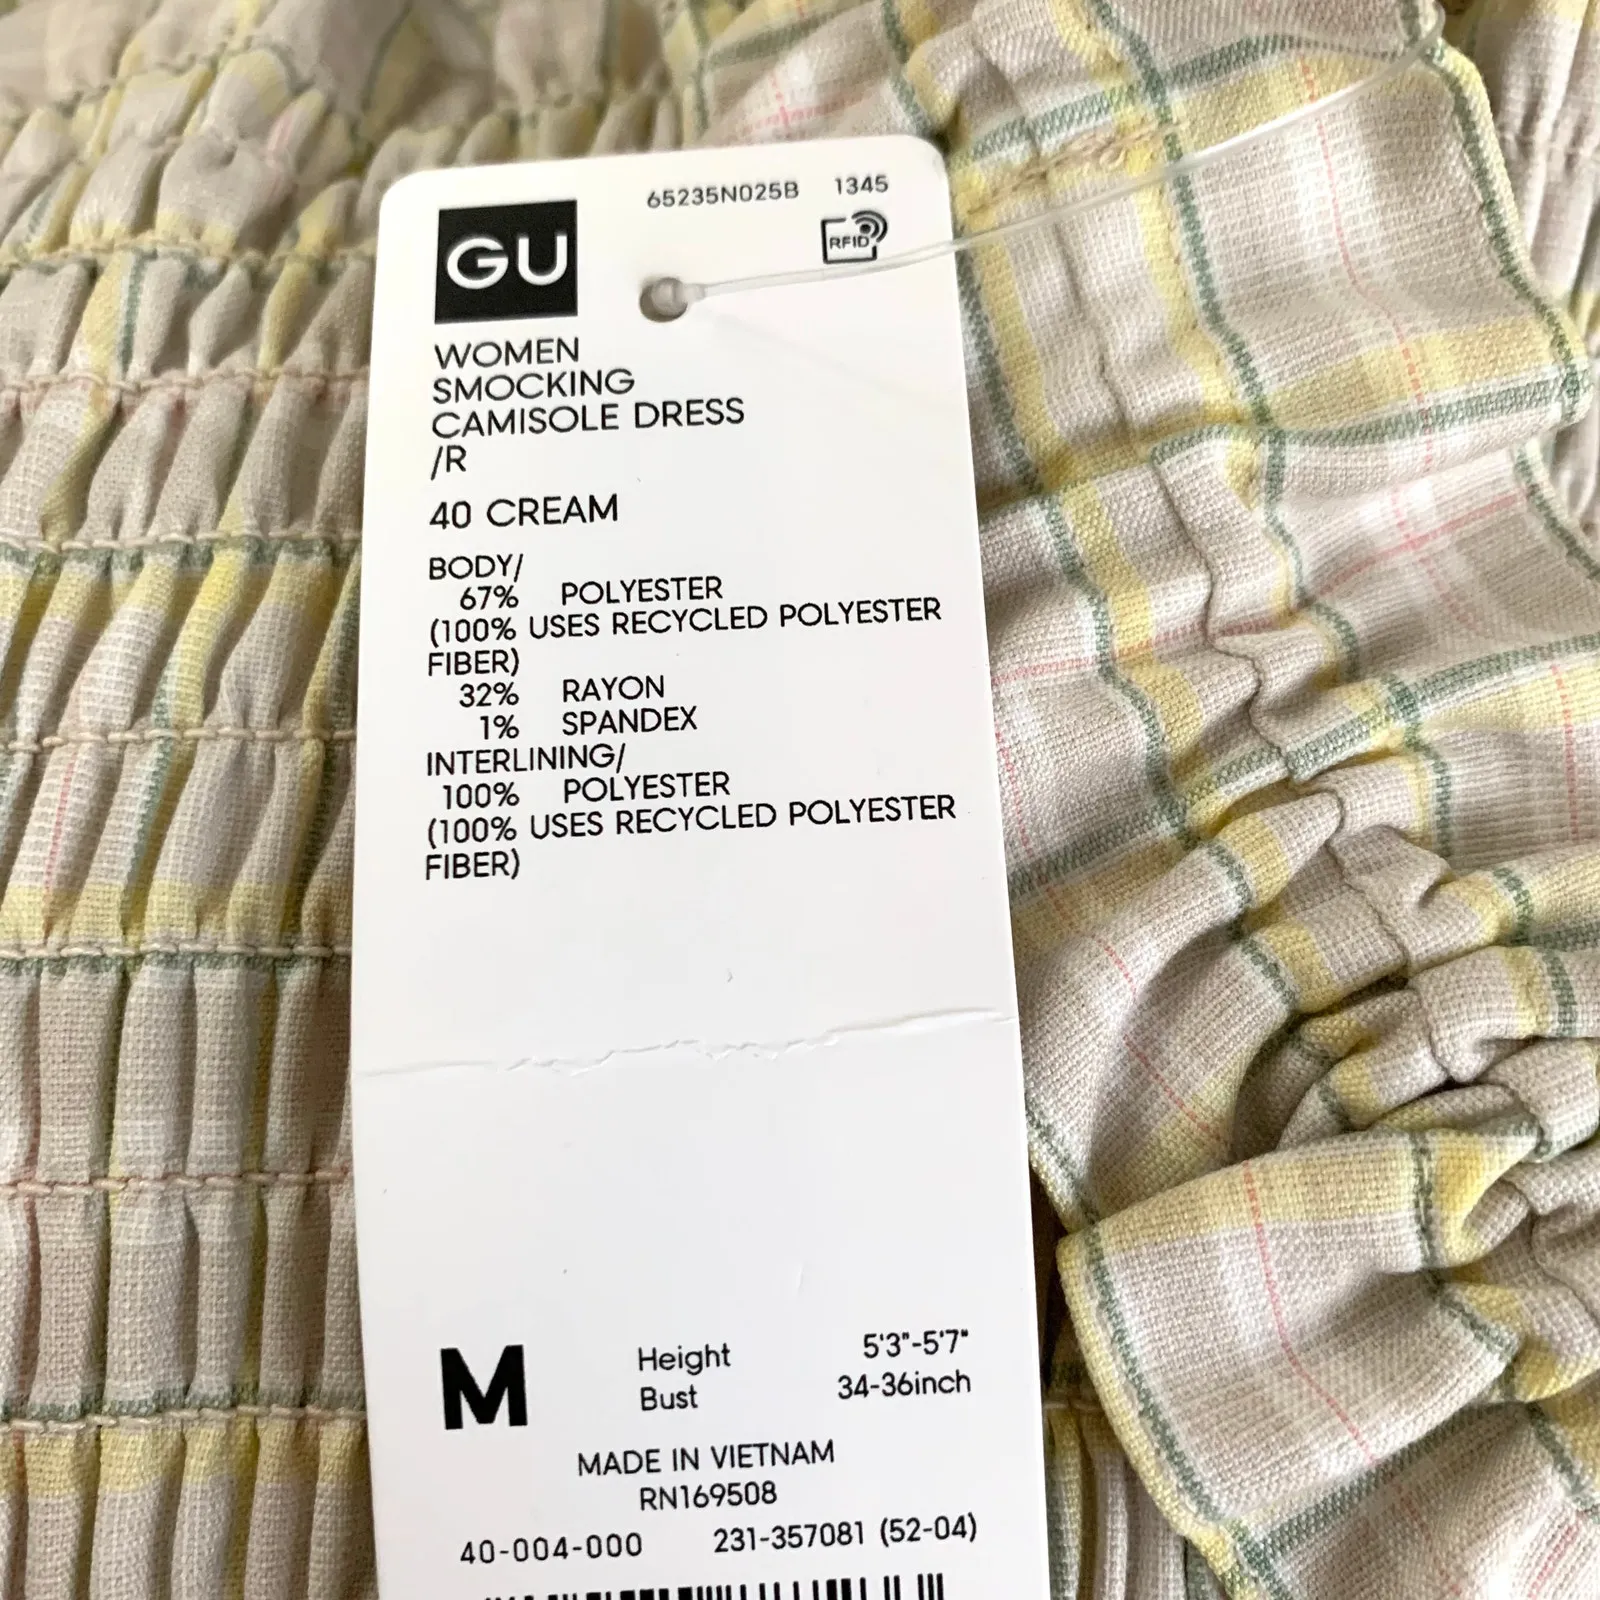 65235N025B 1345
GU
RFID
WOMEN
SMOCKING
CAMISOLE DRESS
/R
40 CREAM
BODY/
67% POLYESTER
(100% USES RECYCLED POLYESTER
FIBER)
32% RAYON
1% SPANDEX
INTERLINING/
100% POLYESTER
(100% USES RECYCLED POLYESTER
FIBER)
M Height 5'3"-5'7"
Bust 34-36inch
MADE IN VIETNAM
RN169508
40-004-000 231-357081 (52-04)